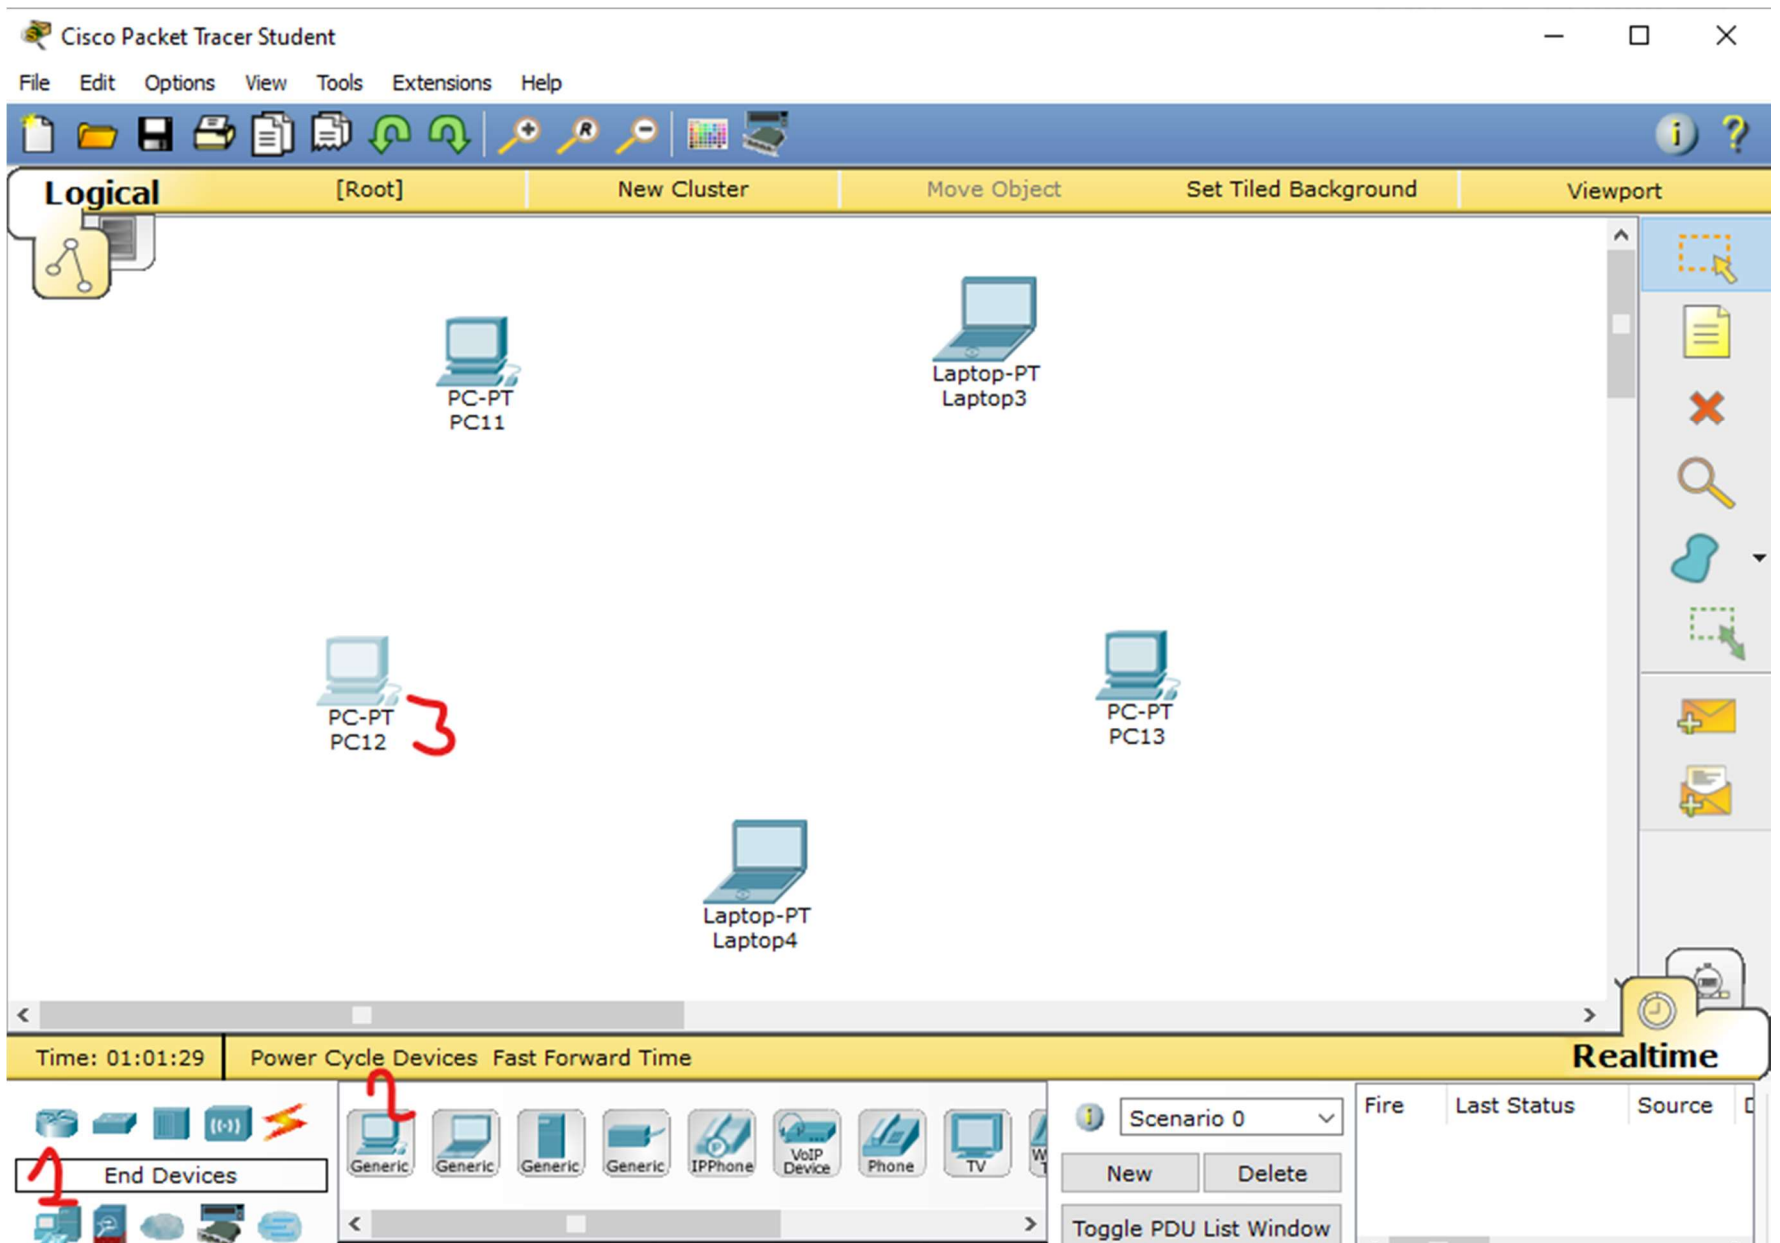 Cisco Packet Tracer Student
File Edit Options View Tools Extensions Help
Logical [Root] New Cluster Move Object Set Tiled Background Viewport
Laptop-PT
Laptop3
PC-PT
PC11
PC-PT
PC12
3
PC-PT
PC13
Laptop-PT
Laptop4
Time: 01:01:29 Power Cycle Devices Fast Forward Time Realtime
2
1
End Devices
Generic Generic Generic Generic IPPhone VoIP Device Phone TV
Scenario 0
New Delete
Toggle PDU List Window
Fire Last Status Source